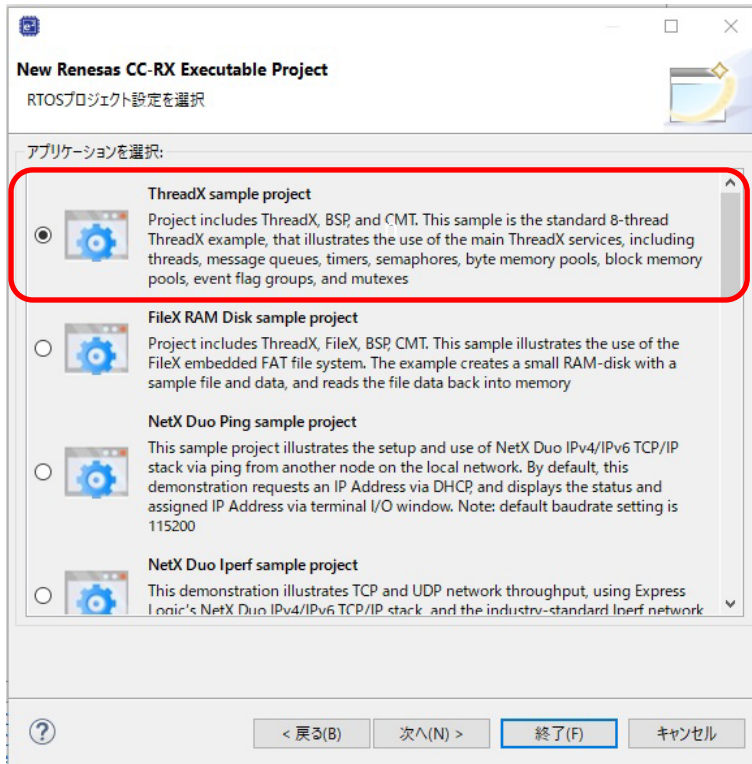 New Renesas CC-RX Executable Project
RTOSプロジェクト設定を選択
アプリケーションを選択:
ThreadX sample project
Project includes ThreadX, BSP, and CMT. This sample is the standard 8-thread
ThreadX example, that illustrates the use of the main ThreadX services, including
threads, message queues, timers, semaphores, byte memory pools, block memory
pools, event flag groups, and mutexes
FileX RAM Disk sample project
Project includes ThreadX, FileX, BSP, CMT. This sample illustrates the use of the
FileX embedded FAT file system. The example creates a small RAM-disk with a
sample file and data, and reads the file data back into memory
NetX Duo Ping sample project
This sample project illustrates the setup and use of NetX Duo IPv4/IPv6 TCP/IP
stack via ping from another node on the local network. By default, this
demonstration requests an IP Address via DHCP, and displays the status and
assigned IP Address via terminal I/O window. Note: default baudrate setting is
115200
NetX Duo Iperf sample project
This demonstration illustrates TCP and UDP network throughput, using Express
Logic's NetX Duo IPv4/IPv6 TCP/IP stack and the industry-standard Iperf network
< 戻る(B)
次へ(N) >
終了(F)
キャンセル